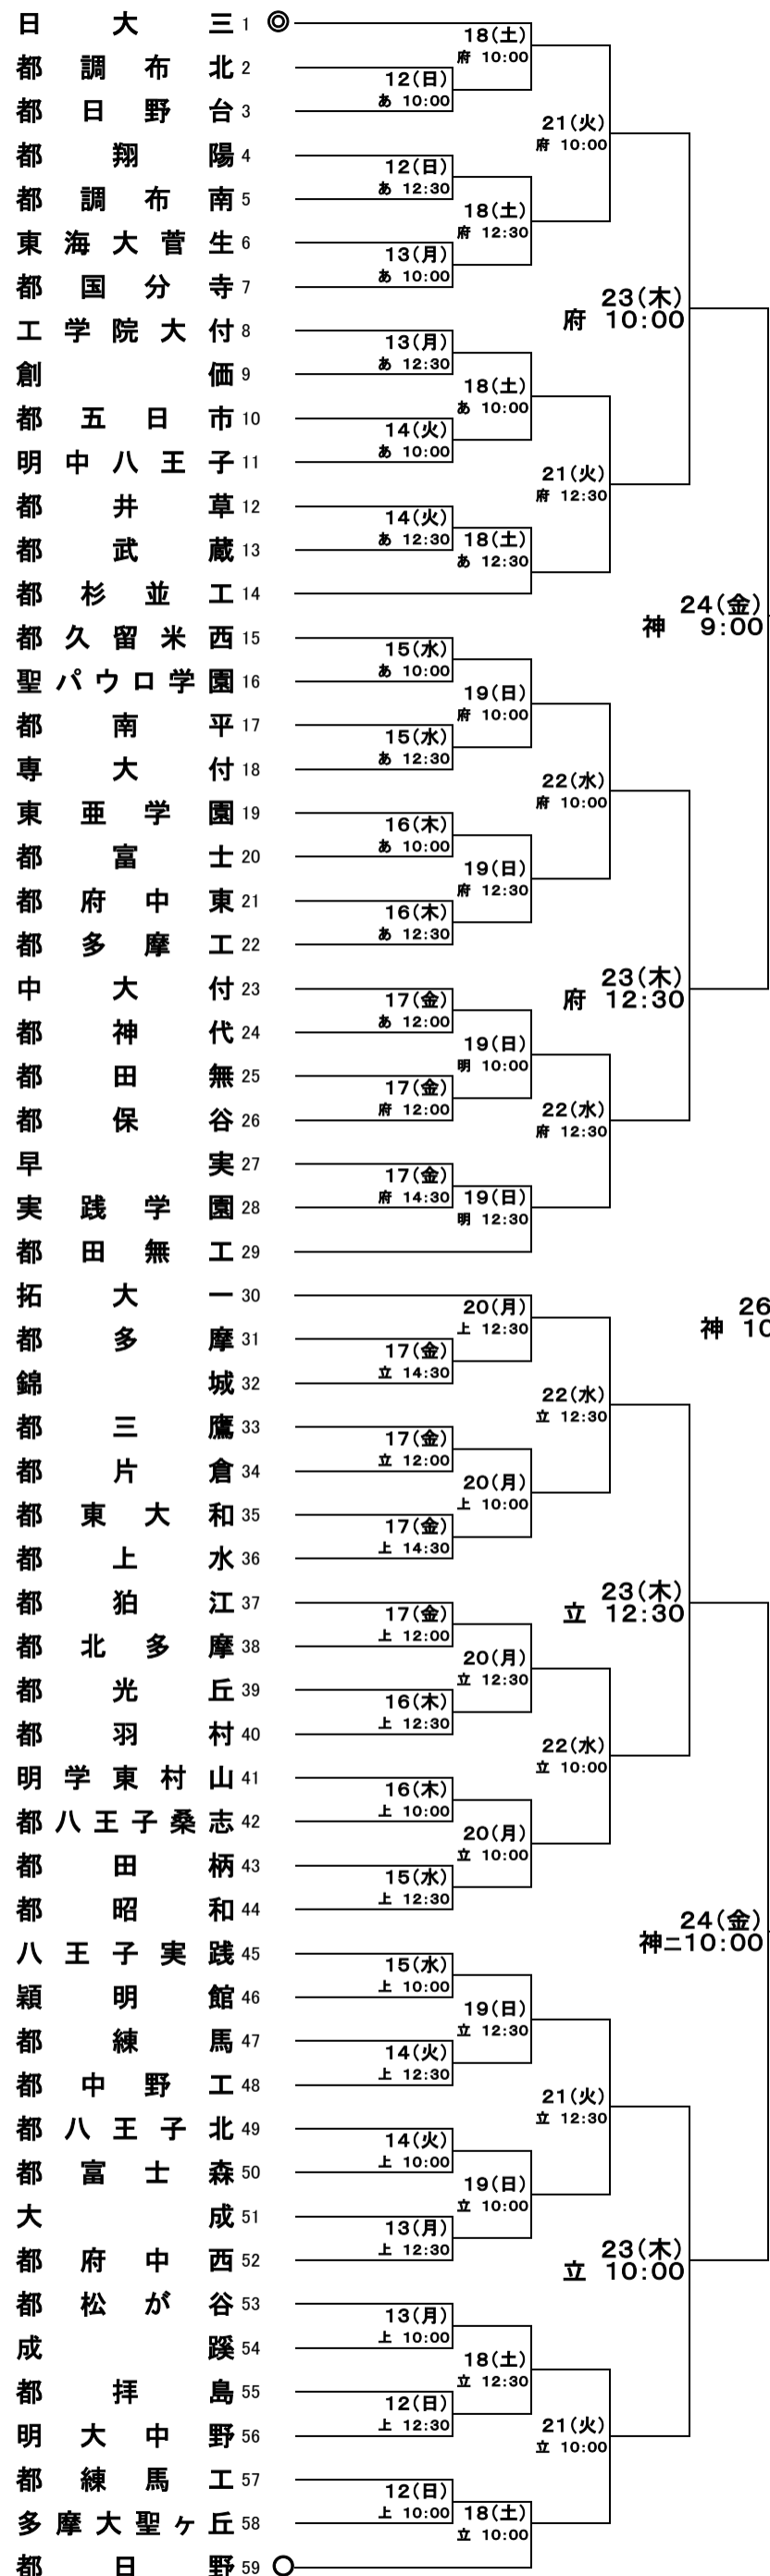 日大三 1 ◎
18(土)
府 10:00
都調布北 2
12(日)
あ 10:00
都日野台 3
21(火)
府 10:00
都翔陽 4
12(日)
あ 12:30
都調布南 5
18(土)
府 12:30
東海大菅生 6
13(月)
あ 10:00
都国分寺 7
23(木)
府 10:00
工学院大付 8
13(月)
あ 12:30
創価 9
18(土)
あ 10:00
都五日市 10
14(火)
あ 10:00
明中八王子 11
21(火)
府 12:30
都井草 12
14(火)
あ 12:30
都武蔵 13
18(土)
あ 12:30
都杉並工 14
24(金)
神 9:00
都久留米西 15
15(水)
あ 10:00
聖パウロ学園 16
19(日)
府 10:00
都南平 17
15(水)
あ 12:30
専大付 18
22(水)
府 10:00
東亜学園 19
16(木)
あ 10:00
都富士 20
19(日)
府 12:30
都府中東 21
16(木)
あ 12:30
都多摩工 22
23(木)
府 12:30
中大付 23
17(金)
あ 12:00
都神代 24
19(日)
明 10:00
都田無 25
17(金)
府 12:00
都保谷 26
22(水)
府 12:30
早実 27
17(金)
府 14:30
実践学園 28
19(日)
明 12:30
都田無工 29
拓大一 30
26
神 10
20(月)
上 12:30
都多摩 31
17(金)
立 14:30
錦城 32
22(水)
立 12:30
都三鷹 33
17(金)
立 12:00
都片倉 34
20(月)
上 10:00
都東大和 35
17(金)
上 14:30
都上水 36
23(木)
立 12:30
都狛江 37
17(金)
上 12:00
都北多摩 38
20(月)
立 12:30
都光丘 39
16(木)
上 12:30
都羽村 40
22(水)
立 10:00
明学東村山 41
16(木)
上 10:00
都八王子桑志 42
20(月)
立 10:00
都田柄 43
15(水)
上 12:30
都昭和 44
24(金)
神二10:00
八王子実践 45
15(水)
上 10:00
穎明館 46
19(日)
立 12:30
都練馬 47
14(火)
上 12:30
都中野工 48
21(火)
立 12:30
都八王子北 49
14(火)
上 10:00
都富士森 50
19(日)
立 10:00
大成 51
13(月)
上 12:30
都府中西 52
23(木)
立 10:00
都松が谷 53
13(月)
上 10:00
成蹊 54
18(土)
立 12:30
都拝島 55
12(日)
上 12:30
明大中野 56
21(火)
立 10:00
都練馬工 57
12(日)
上 10:00
多摩大聖ヶ丘 58
18(土)
立 10:00
都日野 59 ○